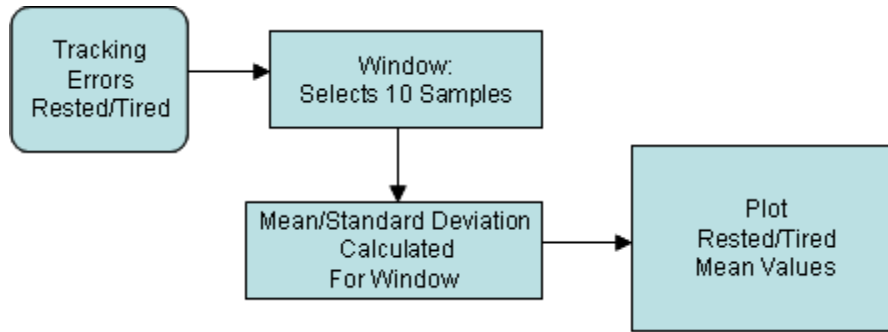 Tracking
Errors
Rested/Tired
Window:
Selects 10 Samples
Mean/Standard Deviation
Calculated
For Window
Plot
Rested/Tired
Mean Values